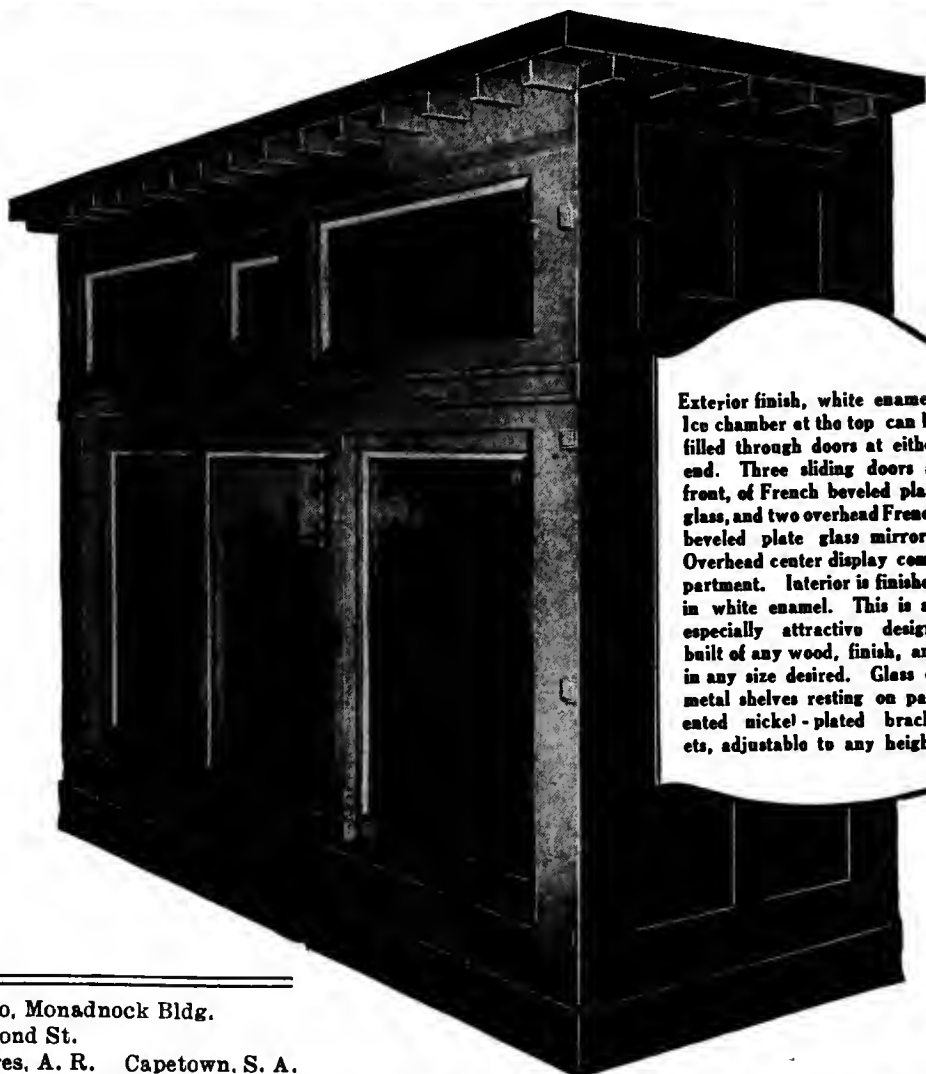 Exterior finish, white ename
Ice chamber at the top can b
filled through doors at eithe
end. Three sliding doors a
front, of French beveled pla
glass, and two overhead Frenc
beveled plate glass mirror
Overhead center display com
partment. Interior is finishe
in white enamel. This is a
especially attractive desig
built of any wood, finish, an
in any size desired. Glass o
metal shelves resting on pa
ented nickel-plated brack
ets, adjustable to any heigh
o, Monadnock Bldg.
ond St.
res, A. R. Capetown, S. A.